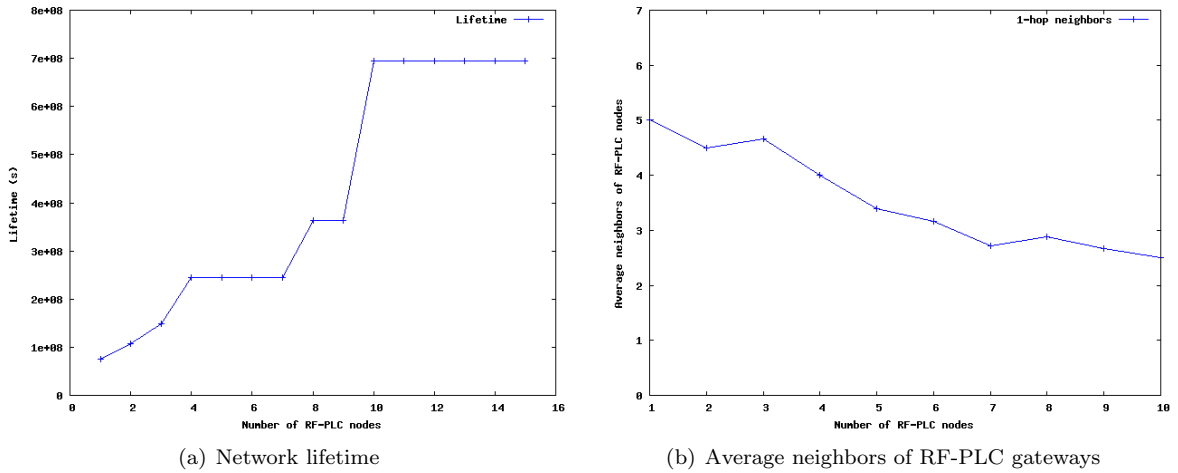 8e+08
7e+08
6e+08
5e+08
4e+08
3e+08
2e+08
1e+08
0
Lifetime (s)
Lifetime
0 2 4 6 8 10 12 14 16
Number of RF-PLC nodes
(a) Network lifetime
7
6
5
4
3
2
1
0
Average neighbors of RF-PLC nodes
1-hop neighbors
1 2 3 4 5 6 7 8 9 10
Number of RF-PLC nodes
(b) Average neighbors of RF-PLC gateways